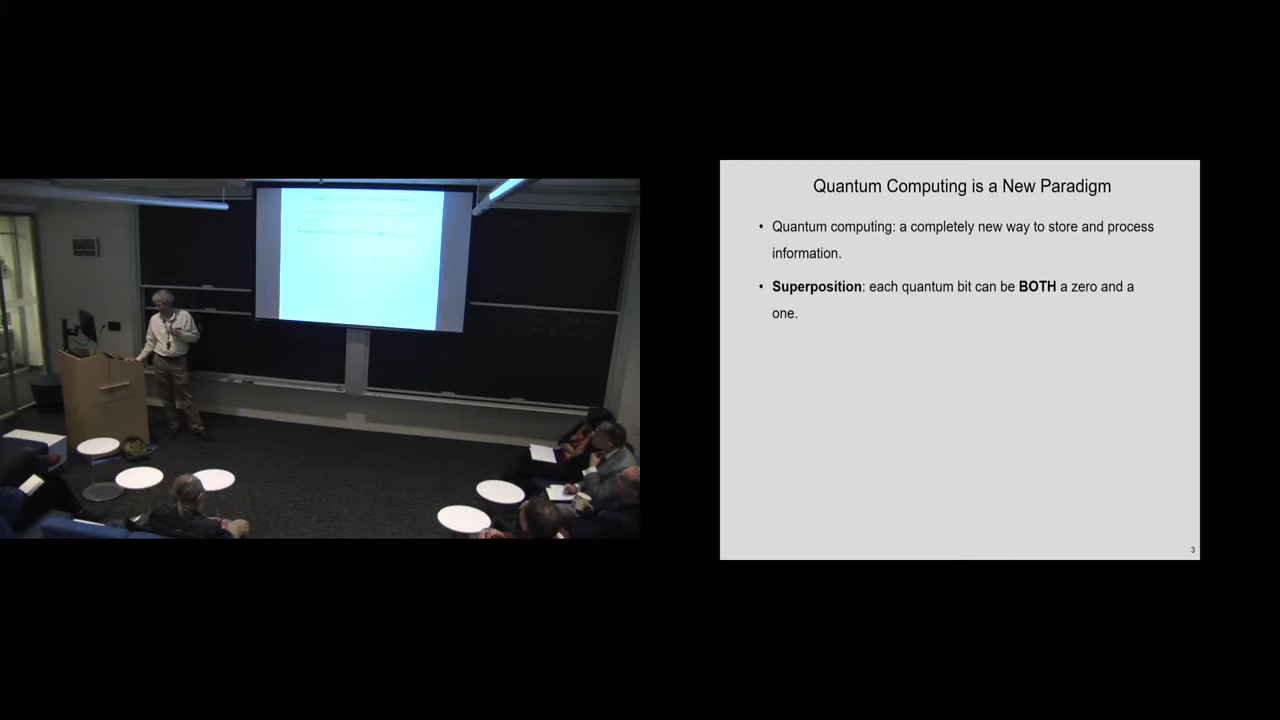 Quantum Computing is a New Paradigm
• Quantum computing: a completely new way to store and process
information.
• Superposition: each quantum bit can be BOTH a zero and a
one.
3